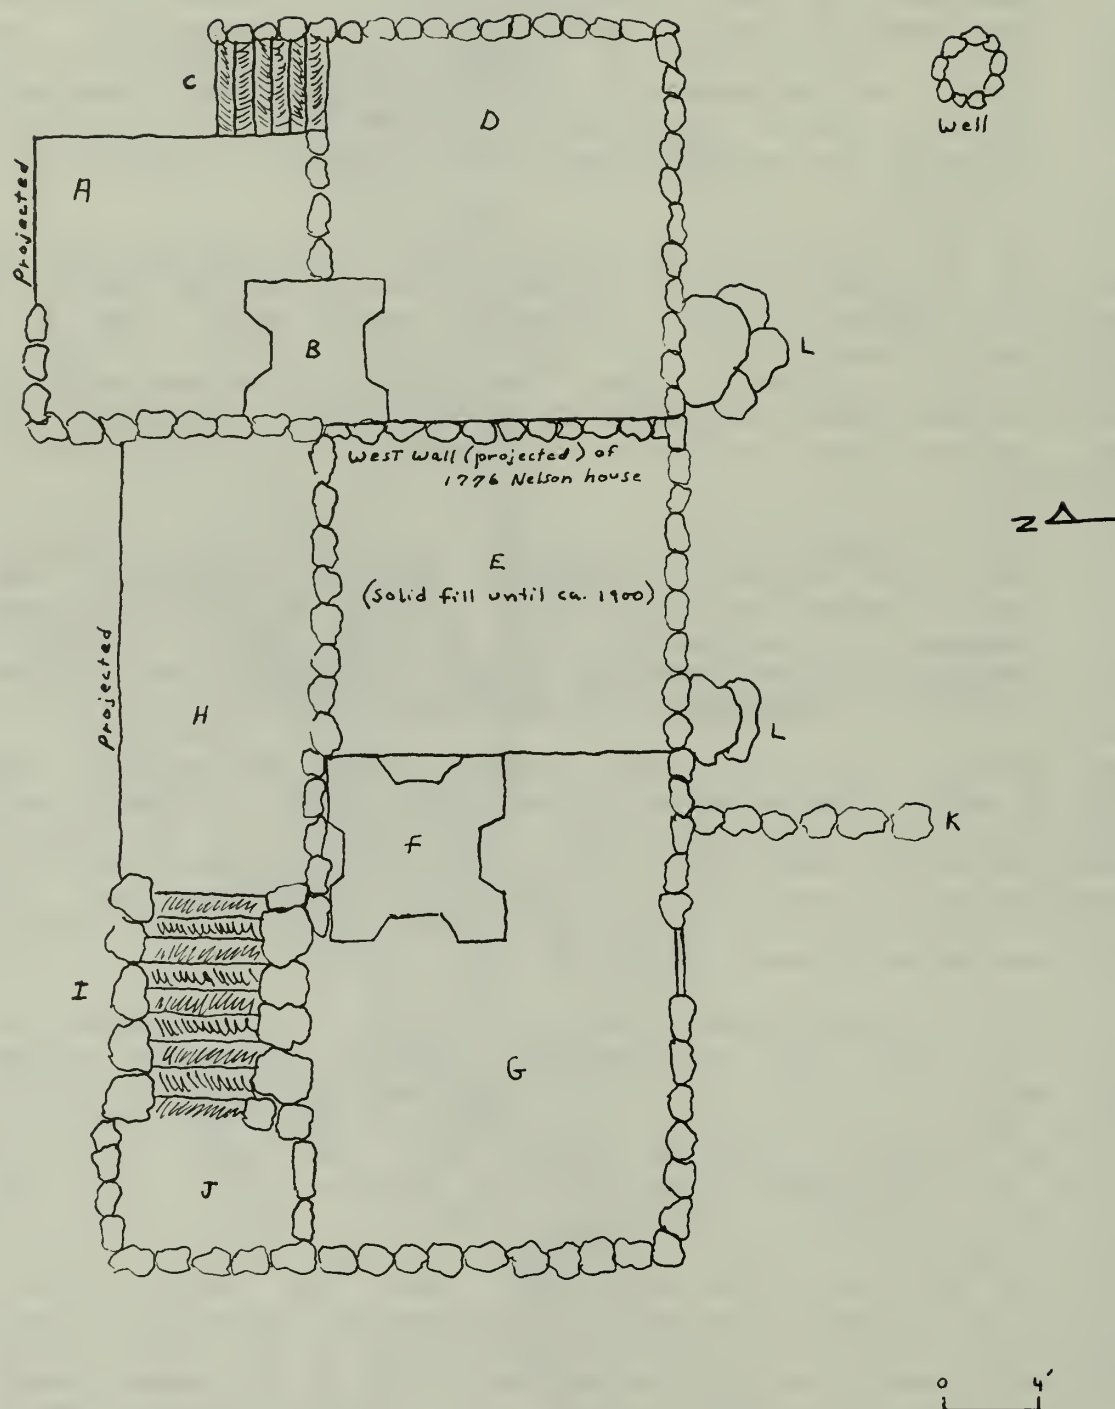 C
D
Well
A
Projected
B
L
West Wall (projected) of
1776 Nelson house
N
E
(Solid fill until ca. 1900)
Projected
H
L
F
K
I
G
J
0 4'